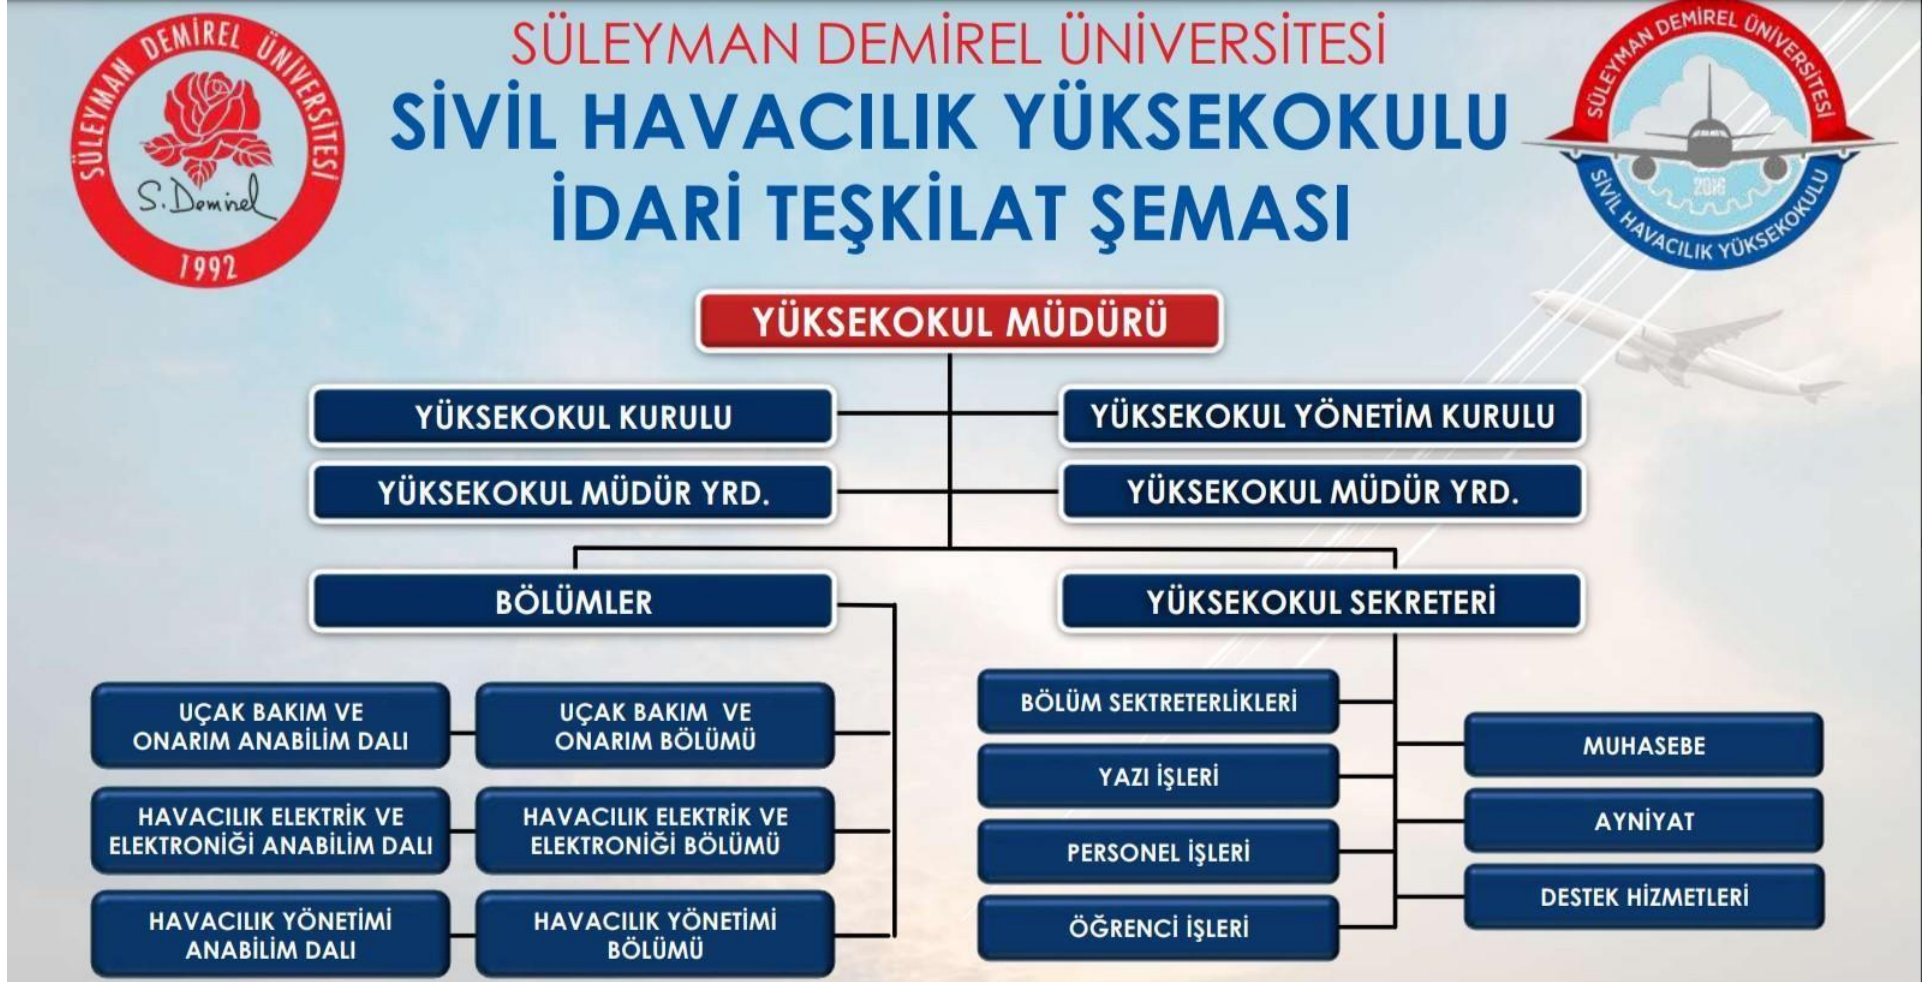 SÜLEYMAN DEMİREL ÜNİVERSİTESİ
S. Demirel
1992
SÜLEYMAN DEMİREL ÜNİVERSİTESİ
SİVİL HAVACILIK YÜKSEKOKULU
İDARİ TEŞKİLAT ŞEMASI
SÜLEYMAN DEMİREL ÜNİVERSİTESİ
2016
SİVİL HAVACILIK YÜKSEKOKULU
YÜKSEKOKUL MÜDÜRÜ
YÜKSEKOKUL KURULU
YÜKSEKOKUL YÖNETİM KURULU
YÜKSEKOKUL MÜDÜR YRD.
YÜKSEKOKUL MÜDÜR YRD.
BÖLÜMLER
YÜKSEKOKUL SEKRETERİ
UÇAK BAKIM VE
ONARIM ANABİLİM DALI
UÇAK BAKIM VE
ONARIM BÖLÜMÜ
HAVACILIK ELEKTRİK VE
ELEKTRONİĞİ ANABİLİM DALI
HAVACILIK ELEKTRİK VE
ELEKTRONİĞİ BÖLÜMÜ
HAVACILIK YÖNETİMİ
ANABİLİM DALI
HAVACILIK YÖNETİMİ
BÖLÜMÜ
BÖLÜM SEKTRETERLİKLERİ
YAZI İŞLERİ
PERSONEL İŞLERİ
ÖĞRENCİ İŞLERİ
MUHASEBE
AYNİYAT
DESTEK HİZMETLERİ